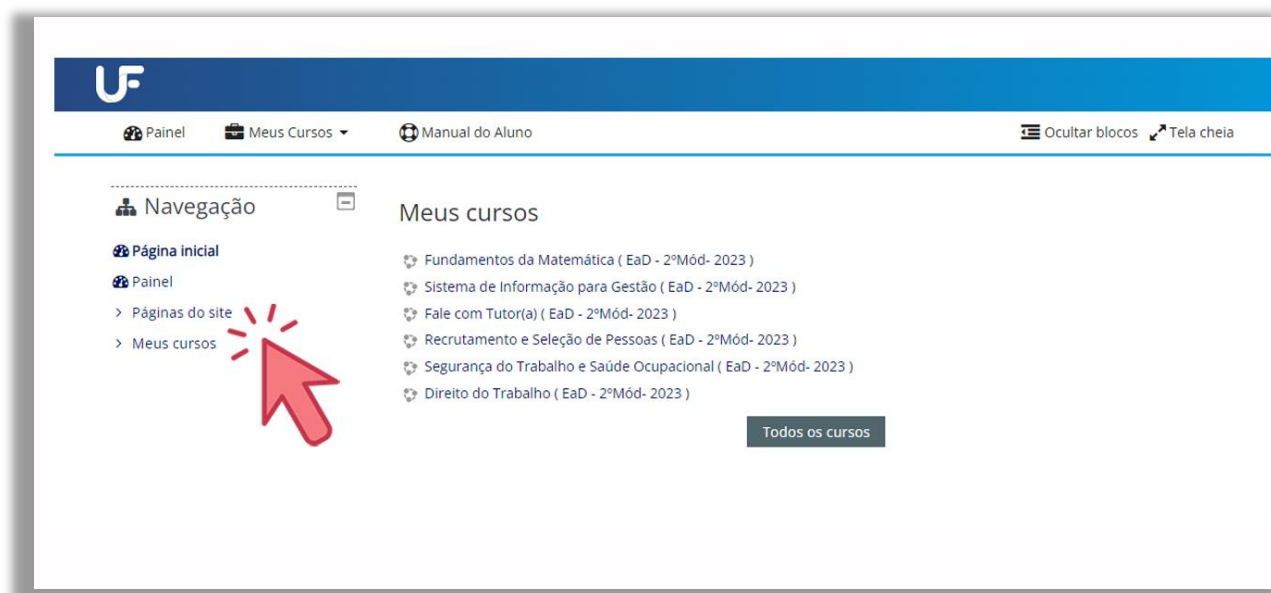 UF
Painel
Meus Cursos
Manual do Aluno
Ocultar blocos
Tela cheia
Navegação
Página inicial
Painel
Páginas do site
Meus cursos
Meus cursos
Fundamentos da Matemática ( EaD - 2ºMód- 2023 )
Sistema de Informação para Gestão ( EaD - 2ºMód- 2023 )
Fale com Tutor(a) ( EaD - 2ºMód- 2023 )
Recrutamento e Seleção de Pessoas ( EaD - 2ºMód- 2023 )
Segurança do Trabalho e Saúde Ocupacional ( EaD - 2ºMód- 2023 )
Direito do Trabalho ( EaD - 2ºMód- 2023 )
Todos os cursos